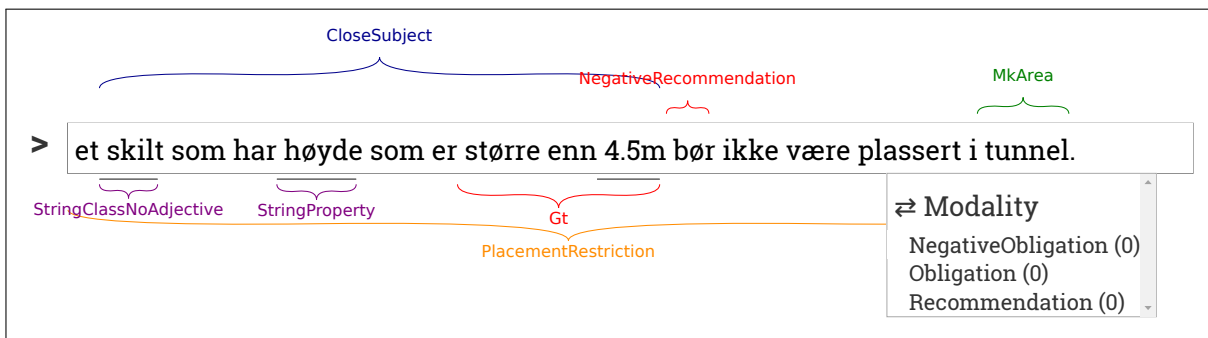 CloseSubject
NegativeRecommendation
MkArea
> et skilt som har høyde som er større enn 4.5m bør ikke være plassert i tunnel.
StringClassNoAdjective
StringProperty
Gt
PlacementRestriction
⇄ Modality
NegativeObligation (0)
Obligation (0)
Recommendation (0)